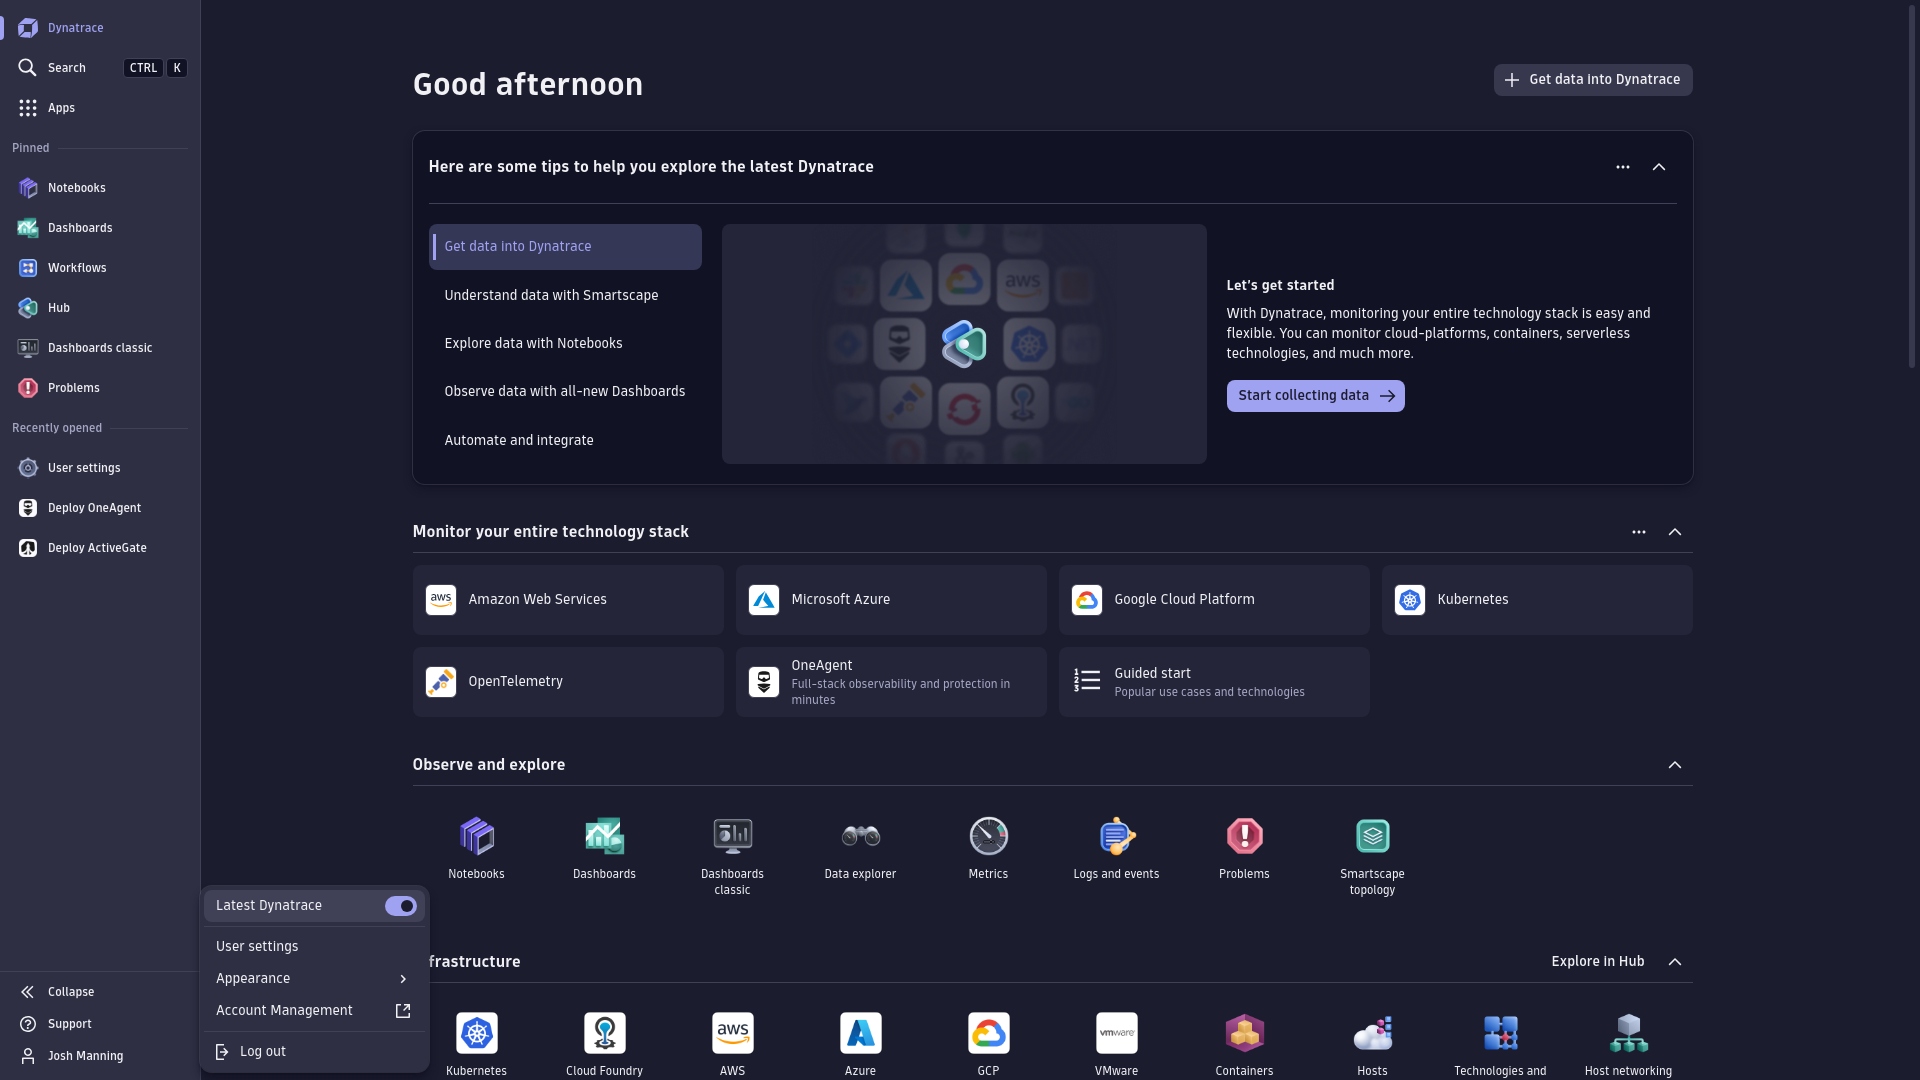 Dynatrace
Search
CTRL K
Apps
Pinned
Notebooks
Dashboards
Workflows
Hub
Dashboards classic
Problems
Recently opened
User settings
Deploy OneAgent
Deploy ActiveGate
Collapse
Support
Josh Manning
Latest Dynatrace
User settings
Appearance
Account Management
Log out
Good afternoon
Get data into Dynatrace
Here are some tips to help you explore the latest Dynatrace
Get data into Dynatrace
Understand data with Smartscape
Explore data with Notebooks
Observe data with all-new Dashboards
Automate and integrate
aws
Let's get started
With Dynatrace, monitoring your entire technology stack is easy and
flexible. You can monitor cloud-platforms, containers, serverless
technologies, and much more.
Start collecting data
Monitor your entire technology stack
aws
Amazon Web Services
Microsoft Azure
Google Cloud Platform
Kubernetes
OpenTelemetry
OneAgent
Full-stack observability and protection in
minutes
1
2
3
Guided start
Popular use cases and technologies
Observe and explore
Notebooks
Dashboards
Dashboards
classic
Data explorer
Metrics
Logs and events
Problems
Smartscape
topology
frastructure
Explore in Hub
Kubernetes
Cloud Foundry
aws
AWS
Azure
GCP
vmware
VMware
Containers
Hosts
Technologies and
Host networking